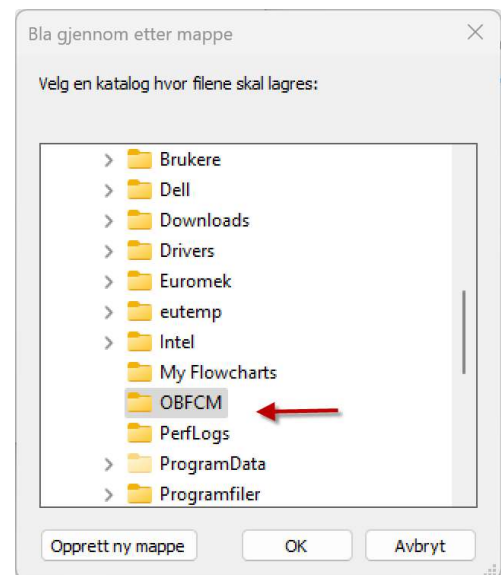 Bla gjennom etter mappe
Velg en katalog hvor filene skal lagres:
Brukere
Dell
Downloads
Drivers
Euromek
eutemp
Intel
My Flowcharts
OBFCM
PerfLogs
ProgramData
Programfiler
Opprett ny mappe OK Avbryt